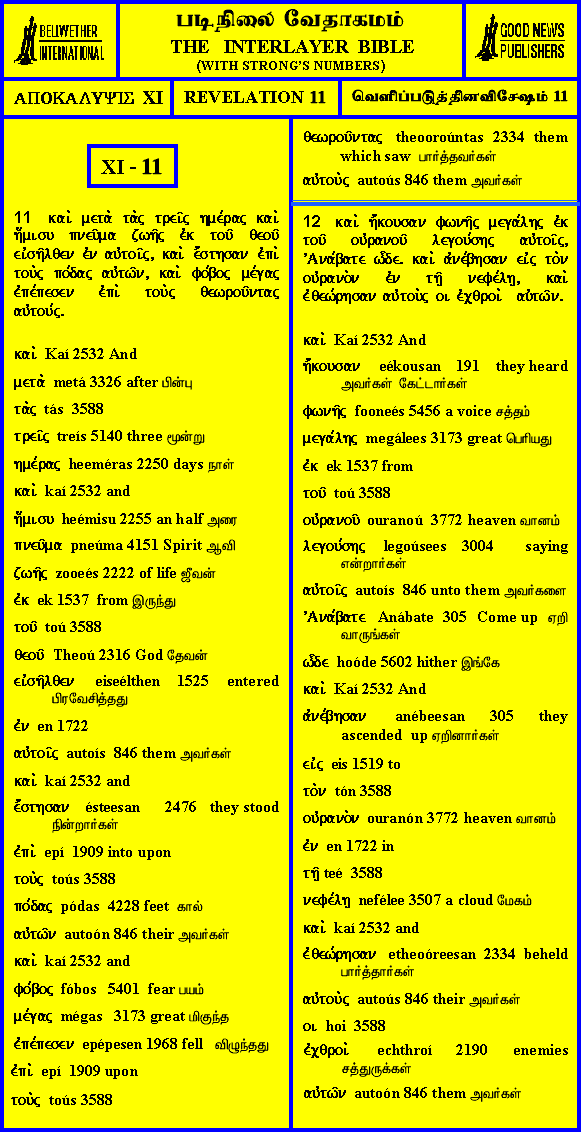 BELLWETHER
INTERNATIONAL
படிநிலை வேதாகமம்
THE INTERLAYER BIBLE
(WITH STRONG'S NUMBERS)
GOOD NEWS
PUBLISHERS
ΑΠΟΚΑΛΥΨΙΣ XI
REVELATION 11
வெளிப்படுத்தினவிசேஷம் 11
XI - 11
11 καὶ μετὰ τὰς τρεῖς ημέρας καὶ
ἥμισυ πνεῦμα ζωῆς ἐκ τοῦ θεοῦ
εἰσῆλθεν ἐν αὐτοῖς, καὶ ἔστησαν ἐπὶ
τοὺς πόδας αὐτῶν, καὶ φόβος μέγας
ἐπέπεσεν ἐπὶ τοὺς θεωροῦντας
αὐτούς.
καὶ Kaí 2532 And
μετὰ metá 3326 after பின்பு
τὰς tás 3588
τρεῖς treís 5140 three மூன்று
ημέρας heeméras 2250 days நாள்
καὶ kaí 2532 and
ἥμισυ heémisu 2255 an half அரை
πνεῦμα pneúma 4151 Spirit ஆவி
ζωῆς zooeés 2222 of life ஜீவன்
ἐκ ek 1537 from இருந்து
τοῦ toú 3588
θεοῦ Theoú 2316 God தேவன்
εἰσῆλθεν eiseélthen 1525 entered
பிரவேசித்தது
ἐν en 1722
αὐτοῖς autoís 846 them அவர்கள்
καὶ kaí 2532 and
ἔστησαν ésteesan 2476 they stood
நின்றார்கள்
ἐπὶ epí 1909 into upon
τοὺς toús 3588
πόδας pódas 4228 feet கால்
αὐτῶν autoón 846 their அவர்கள்
καὶ kaí 2532 and
φόβος fóbos 5401 fear பயம்
μέγας mégas 3173 great மிகுந்த
ἐπέπεσεν epépesen 1968 fell விழுந்தது
ἐπὶ epí 1909 upon
τοὺς toús 3588
θεωροῦντας theooroúntas 2334 them
which saw பார்த்தவர்கள்
αὐτοὺς autoús 846 them அவர்கள்
12 καὶ ἤκουσαν φωνῆς μεγάλης ἐκ
τοῦ οὐρανοῦ λεγούσης αὐτοῖς,
Ἀνάβατε ὧδε. καὶ ἀνέβησαν εἰς τὸν
οὐρανὸν ἐν τῇ νεφέλῃ, καὶ
ἐθεώρησαν αὐτοὺς οι ἐχθροὶ αὐτῶν.
καὶ Kaí 2532 And
ἤκουσαν eékousan 191 they heard
அவர்கள் கேட்டார்கள்
φωνῆς fooneés 5456 a voice சத்தம்
μεγάλης megálees 3173 great பெரியது
ἐκ ek 1537 from
τοῦ toú 3588
οὐρανοῦ ouranoú 3772 heaven வானம்
λεγούσης legoúsees 3004 saying
என்றார்கள்
αὐτοῖς autoís 846 unto them அவர்களை
Ἀνάβατε Anábate 305 Come up ஏறி
வாருங்கள்
ὧδε hoóde 5602 hither இங்கே
καὶ Kaí 2532 And
ἀνέβησαν anébeesan 305 they
ascended up ஏறினார்கள்
εἰς eis 1519 to
τὸν tón 3588
οὐρανὸν ouranón 3772 heaven வானம்
ἐν en 1722 in
τῇ teé 3588
νεφέλῃ nefélee 3507 a cloud மேகம்
καὶ kaí 2532 and
ἐθεώρησαν etheoóreesan 2334 beheld
பார்த்தார்கள்
αὐτοὺς autoús 846 their அவர்கள்
οι hoi 3588
ἐχθροὶ echthroí 2190 enemies
சத்துருக்கள்
αὐτῶν autoón 846 them அவர்கள்